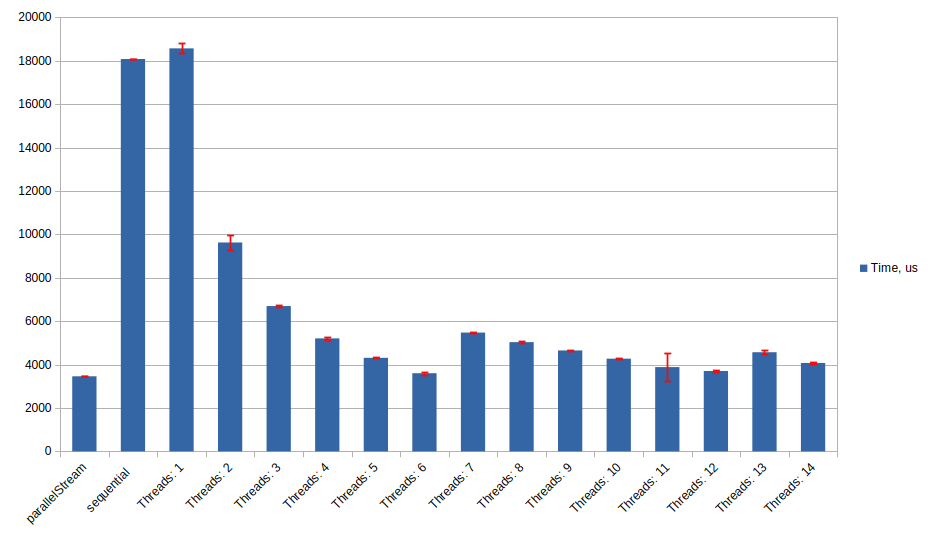 20000
18000
16000
14000
12000
10000
8000
6000
4000
2000
0
Time, us
parallelStream
sequential
Threads: 1
Threads: 2
Threads: 3
Threads: 4
Threads: 5
Threads: 6
Threads: 7
Threads: 8
Threads: 9
Threads: 10
Threads: 11
Threads: 12
Threads: 13
Threads: 14